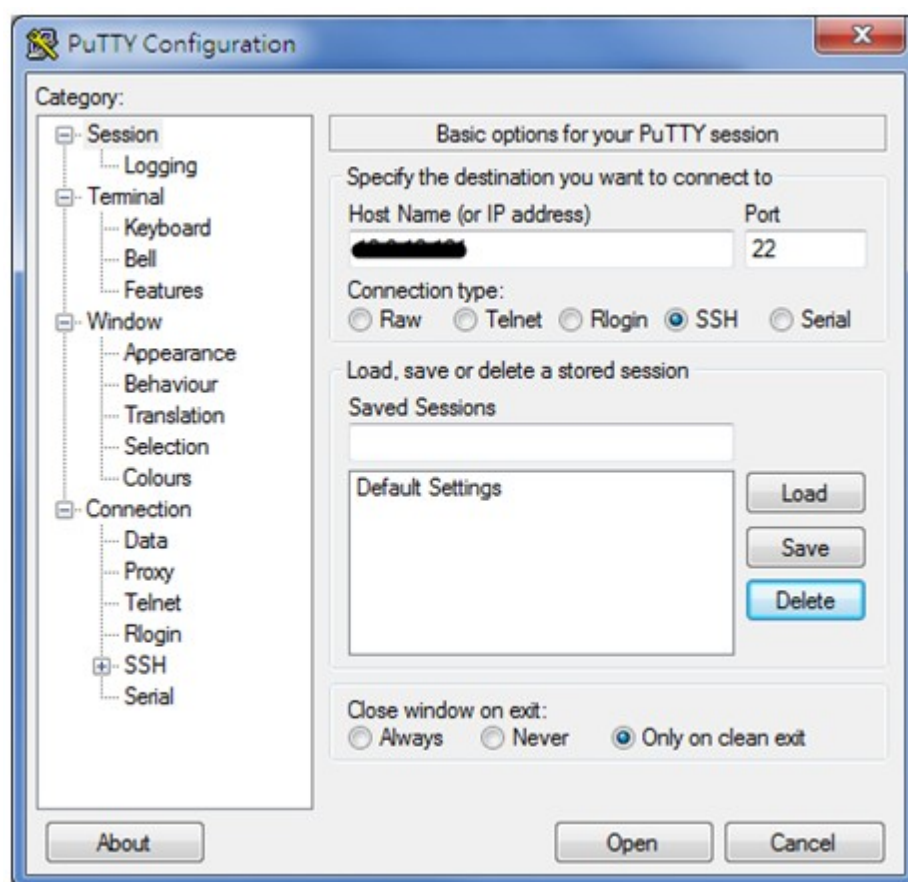 PuTTY Configuration
Category:
Session
Logging
Terminal
Keyboard
Bell
Features
Window
Appearance
Behaviour
Translation
Selection
Colours
Connection
Data
Proxy
Telnet
Rlogin
SSH
Serial
Basic options for your PuTTY session
Specify the destination you want to connect to
Host Name (or IP address) Port
22
Connection type:
Raw Telnet Rlogin SSH Serial
Load, save or delete a stored session
Saved Sessions
Default Settings
Load
Save
Delete
Close window on exit:
Always Never Only on clean exit
About Open Cancel